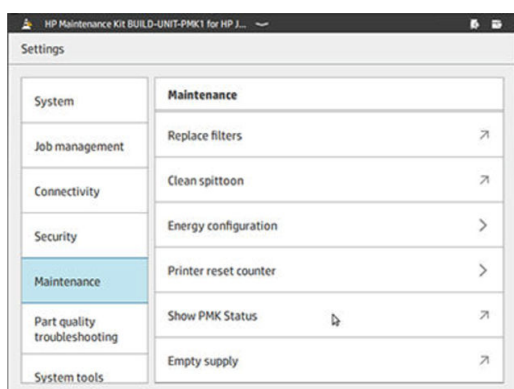 HP Maintenance Kit BUILD-UNIT-PMK1 for HP J...
Settings
System
Job management
Connectivity
Security
Maintenance
Part quality
troubleshooting
System tools
Maintenance
Replace filters
Clean spittoon
Energy configuration
Printer reset counter
Show PMK Status
Empty supply